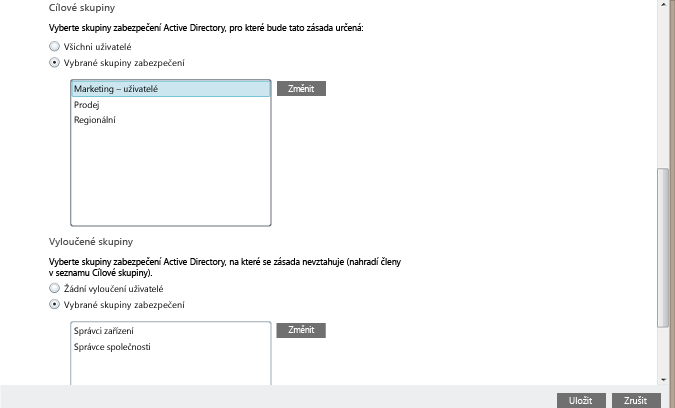 Cílové skupiny
Vyberte skupiny zabezpečení Active Directory, pro které bude tato zásada určená:
Všichni uživatelé
Vybrané skupiny zabezpečení
Marketing – uživatelé
Změnit
Prodej
Regionální
Vyloučené skupiny
Vyberte skupiny zabezpečení Active Directory, na které se zásada nevztahuje (nahradí členy
v seznamu Cílové skupiny).
Žádní vyloučení uživatelé
Vybrané skupiny zabezpečení
Správci zařízení
Změnit
Správce společnosti
Uložit
Zrušit